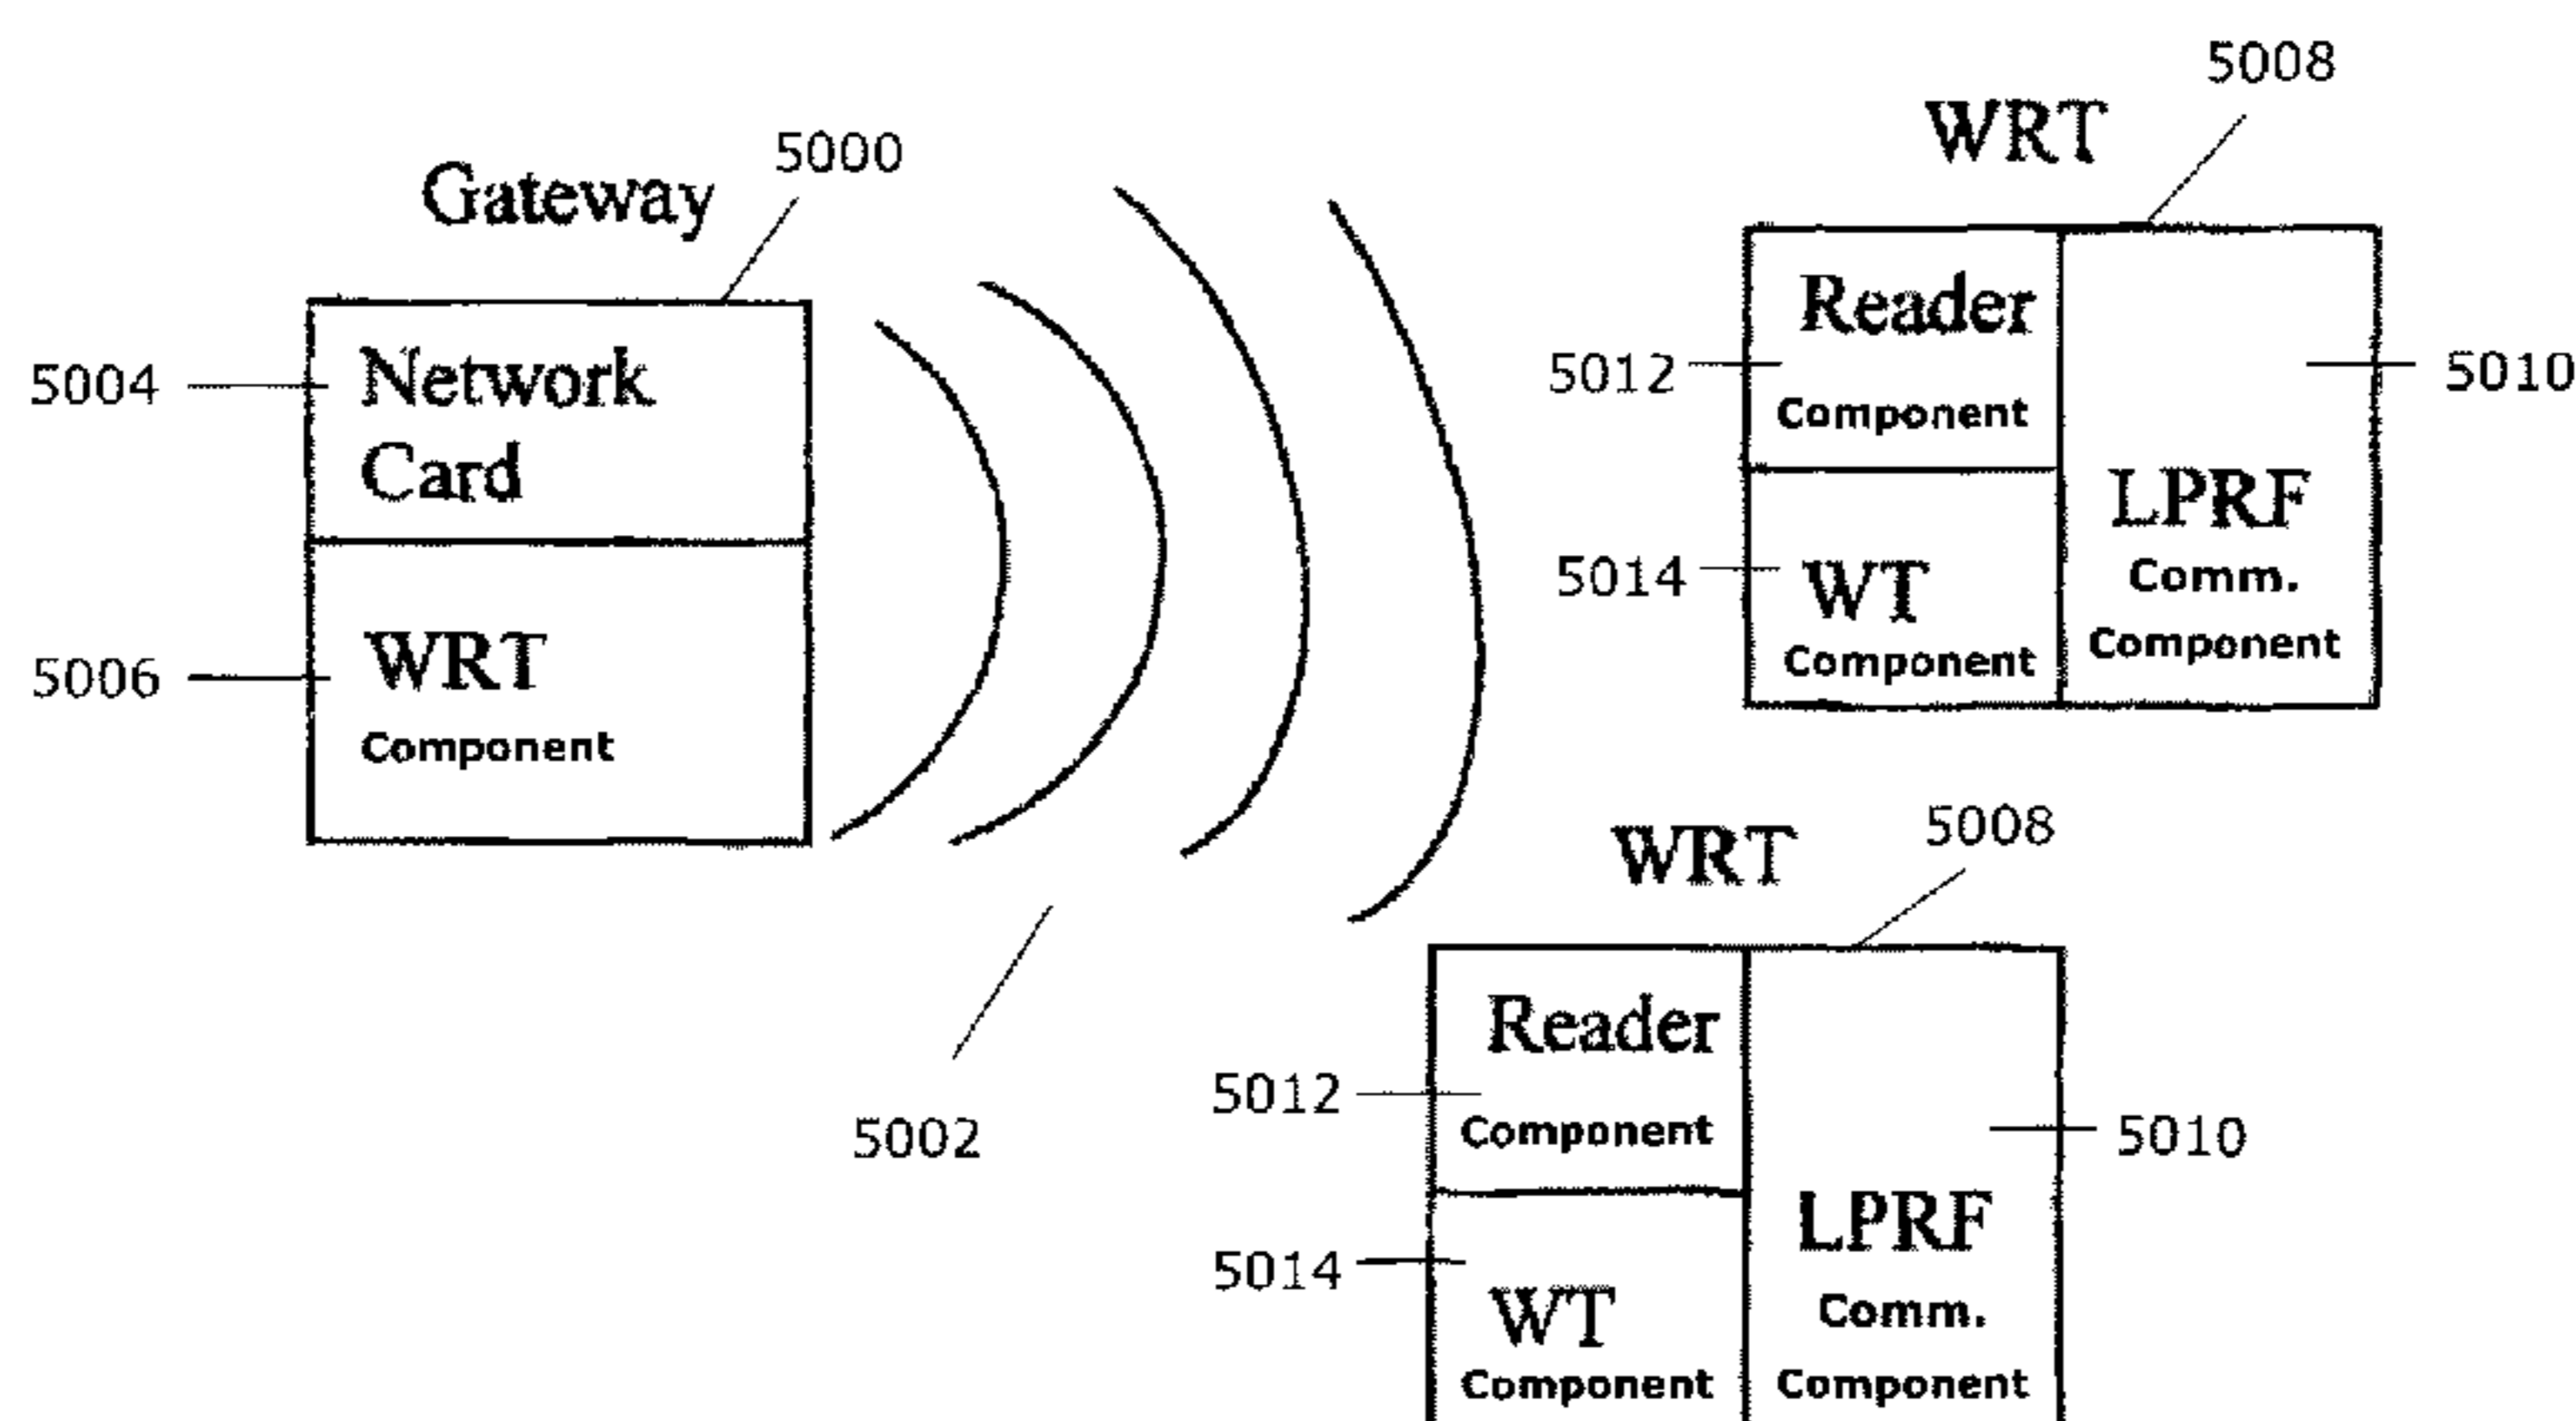 5008
WRT
5000
Gateway
Reader
5012
5010
Component
5004
Network
Card
LPRF
Comm.
5014
WT
Component
Component
5006
WRT
Component
5008
WRT
Reader
5012
Component
5010
5002
LPRF
5014
WT
Comm.
Component
Component